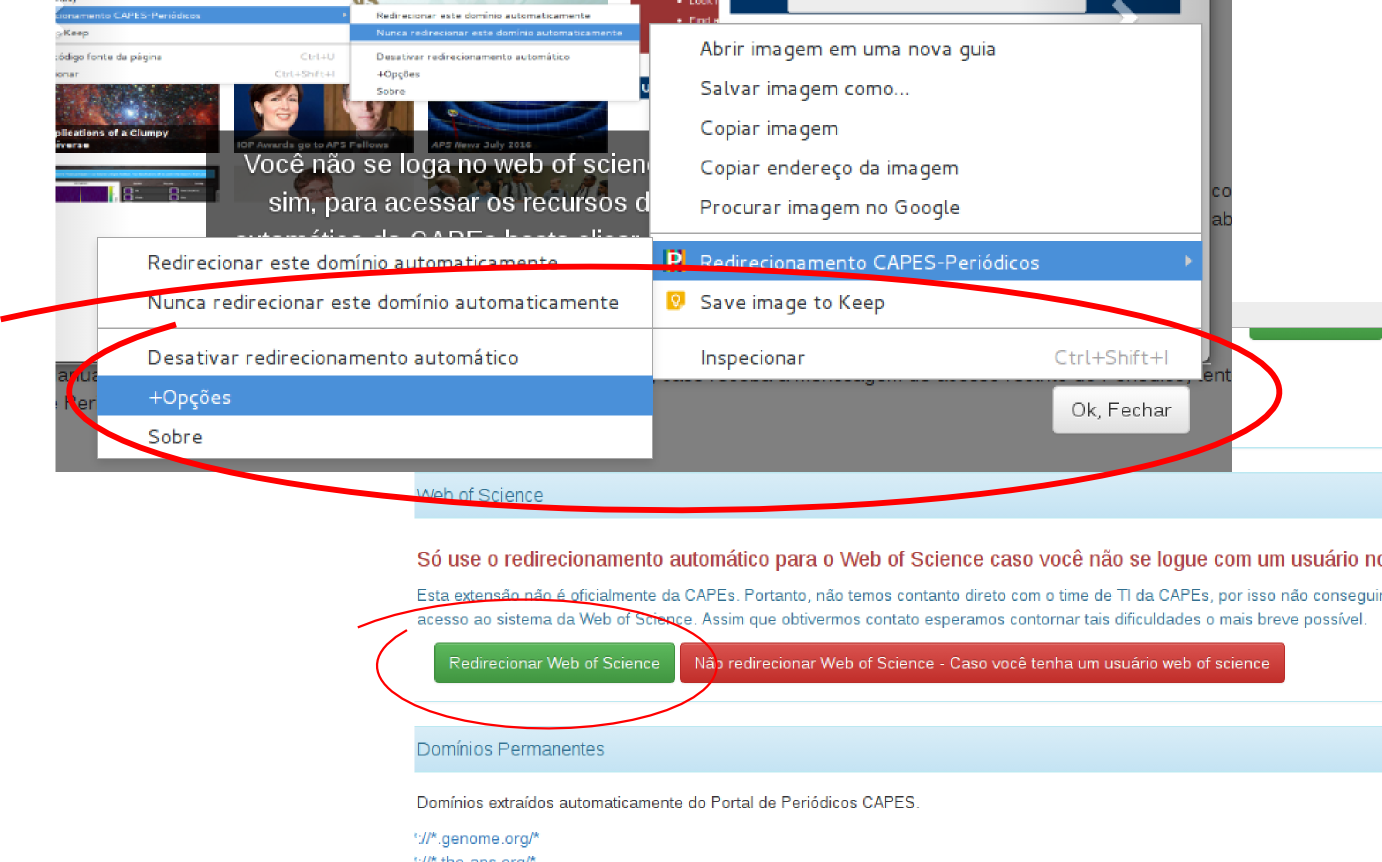 Redirecionar este domínio automaticamente
Nunca redirecionar este domínio automaticamente
cionamento CAPES-Periódicos
Keep
código fonte da página Ctrl+U
Ctrl+Shift+I
Desativar redirecionamento automático
+Opções
Sobre
plications of a Clumpy
iverse
IOP Awards go to APS Fellows
APS News July 2016
Você não se loga no web of scien
sim, para acessar os recursos d
Abrir imagem em uma nova guia
Salvar imagem como...
Copiar imagem
Copiar endereço da imagem
Procurar imagem no Google
Redirecionamento CAPES-Periódicos
Save image to Keep
Inspecionar Ctrl+Shift+I
Redirecionar este domínio automaticamente
Nunca redirecionar este domínio automaticamente
Desativar redirecionamento automático
+Opções
Sobre
Ok, Fechar
Web of Science
Só use o redirecionamento automático para o Web of Science caso você não se logue com um usuário no
Esta extensão não é oficialmente da CAPEs. Portanto, não temos contanto direto com o time de TI da CAPEs, por isso não conseguir
acesso ao sistema da Web of Science. Assim que obtivermos contato esperamos contornar tais dificuldades o mais breve possível.
Redirecionar Web of Science
Não redirecionar Web of Science - Caso você tenha um usuário web of science
Domínios Permanentes
Domínios extraídos automaticamente do Portal de Periódicos CAPES.
*://*.genome.org/*